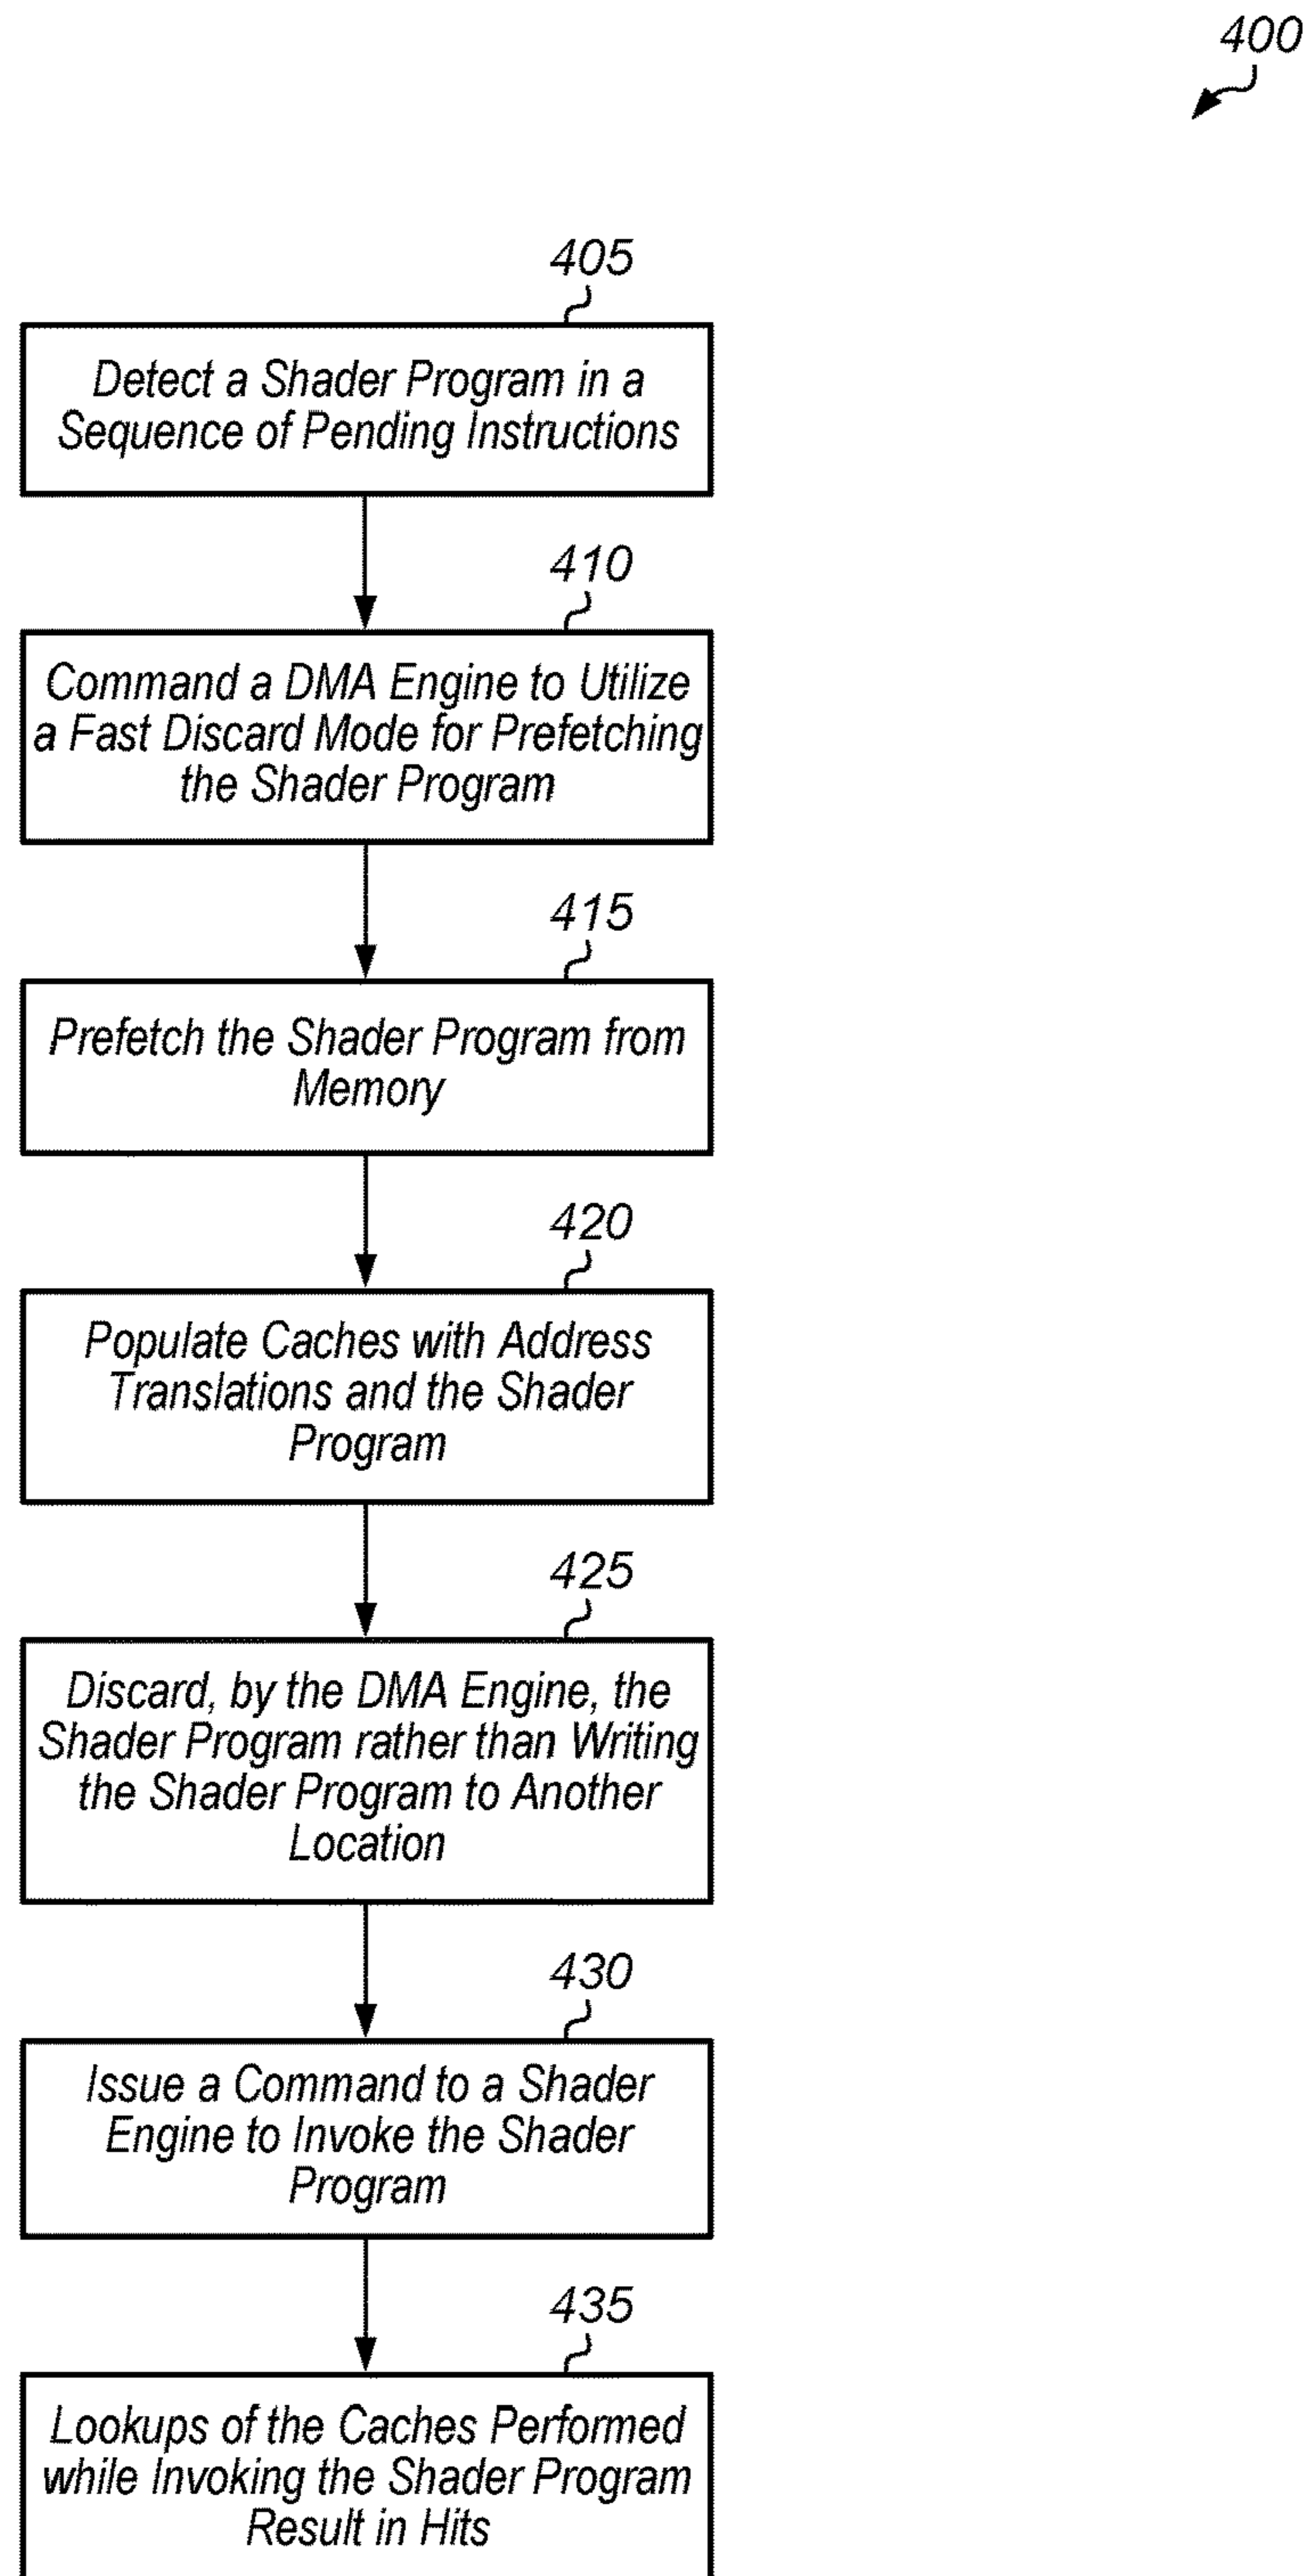 400
405
Detect a Shader Program in a
Sequence of Pending Instructions
410
Command a DMA Engine to Utilize
a Fast Discard Mode for Prefetching
the Shader Program
415
Prefetch the Shader Program from
Memory
420
Populate Caches with Address
Translations and the Shader
Program
425
Discard, by the DMA Engine, the
Shader Program rather than Writing
the Shader Program to Another
Location
430
Issue a Command to a Shader
Engine to Invoke the Shader
Program
435
Lookups of the Caches Performed
while Invoking the Shader Program
Result in Hits